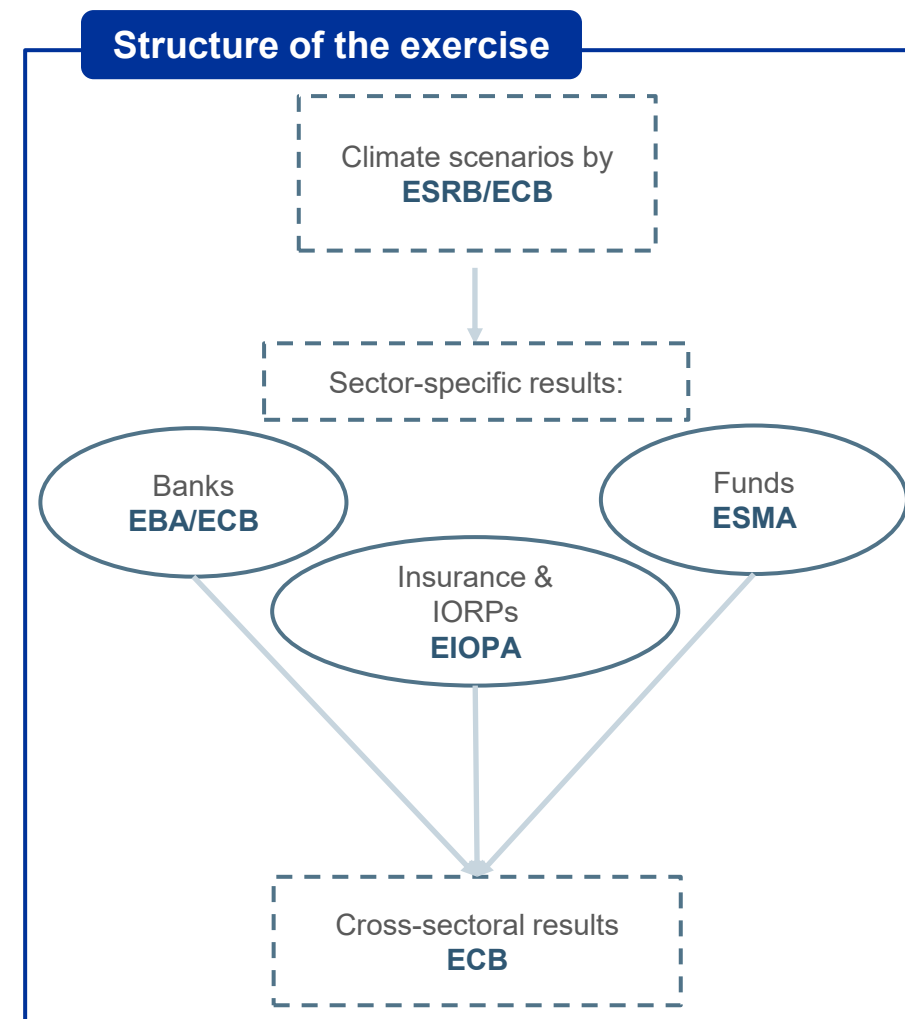 Structure of the exercise
Climate scenarios by
ESRB/ECB
Sector-specific results:
Banks
EBA/ECB
Funds
ESMA
Insurance &
IORPs
EIOPA
Cross-sectoral results
ECB